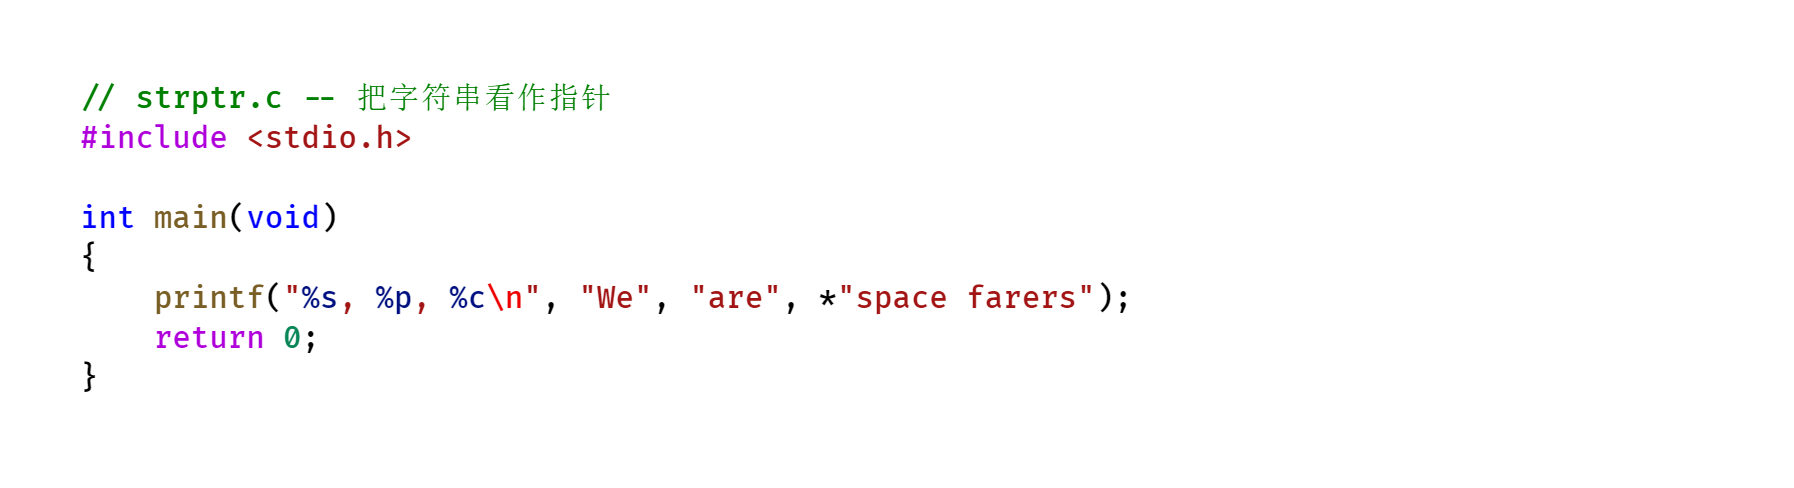 // strptr.c -- 把字符串看作指针
#include <stdio.h>

int main(void)
{
    printf("%s, %p, %c\n", "We", "are", *"space farers");
    return 0;
}